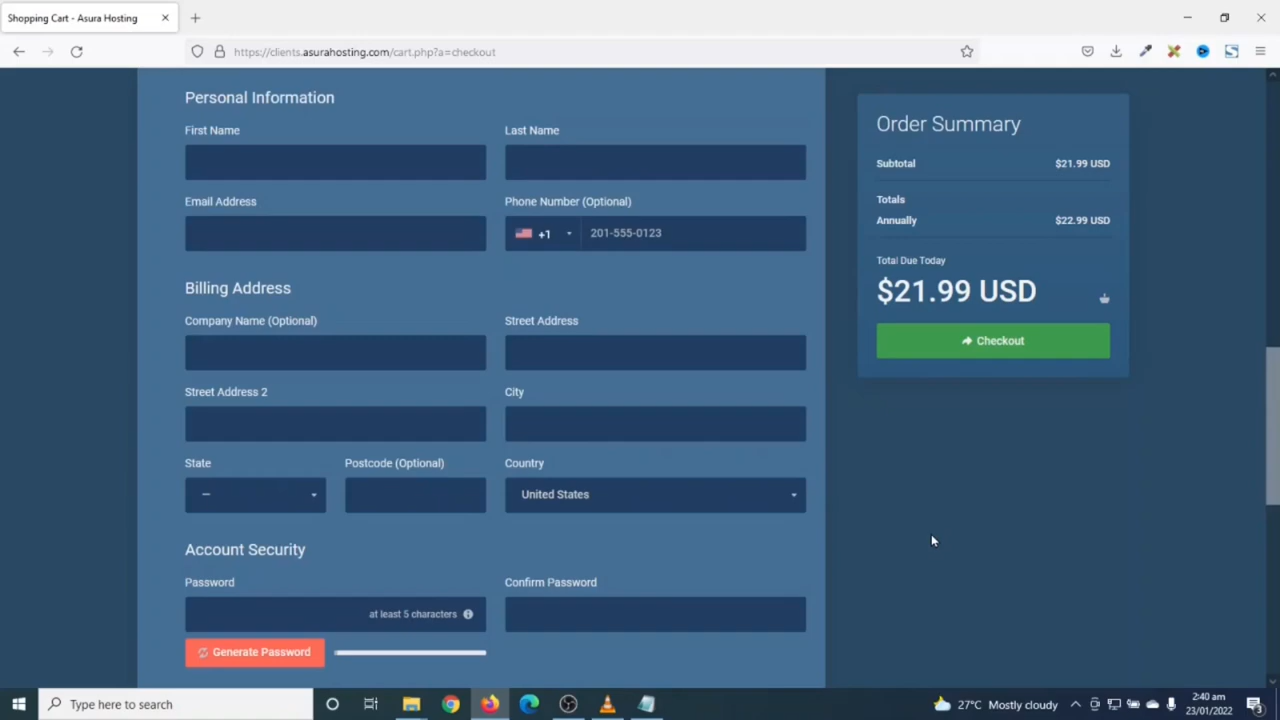 Shopping Cart - Asura Hosting
https://clients.asurahosting.com/cart.php?a=checkout
Personal Information
First Name
Last Name
Email Address
Phone Number (Optional)
+1
201-555-0123
Billing Address
Company Name (Optional)
Street Address
Street Address 2
City
State
Postcode (Optional)
Country
—
United States
Account Security
Password
Confirm Password
at least 5 characters
Generate Password
Order Summary
Subtotal $21.99 USD
Totals
Annually $22.99 USD
Total Due Today
$21.99 USD
Checkout
Type here to search
27°C Mostly cloudy
2:40 am
23/01/2022
3